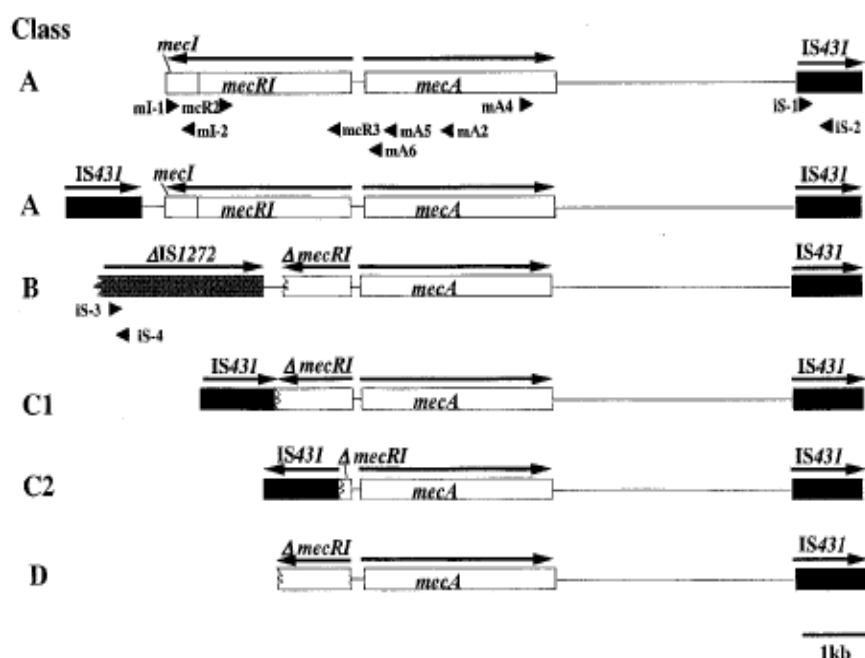 Class
mecI IS431
A mecRI mecA
mI-1 mcR2 mA4 iS-1
mI-2 mcR3 mA5 mA2 iS-2
mA6
IS431 mecI IS431
A mecRI mecA
ΔIS1272 ΔmecRI IS431
B mecA
iS-3
iS-4
IS431 ΔmecRI IS431
C1 mecA
IS431 ΔmecRI IS431
C2 mecA
ΔmecRI IS431
D mecA
1kb